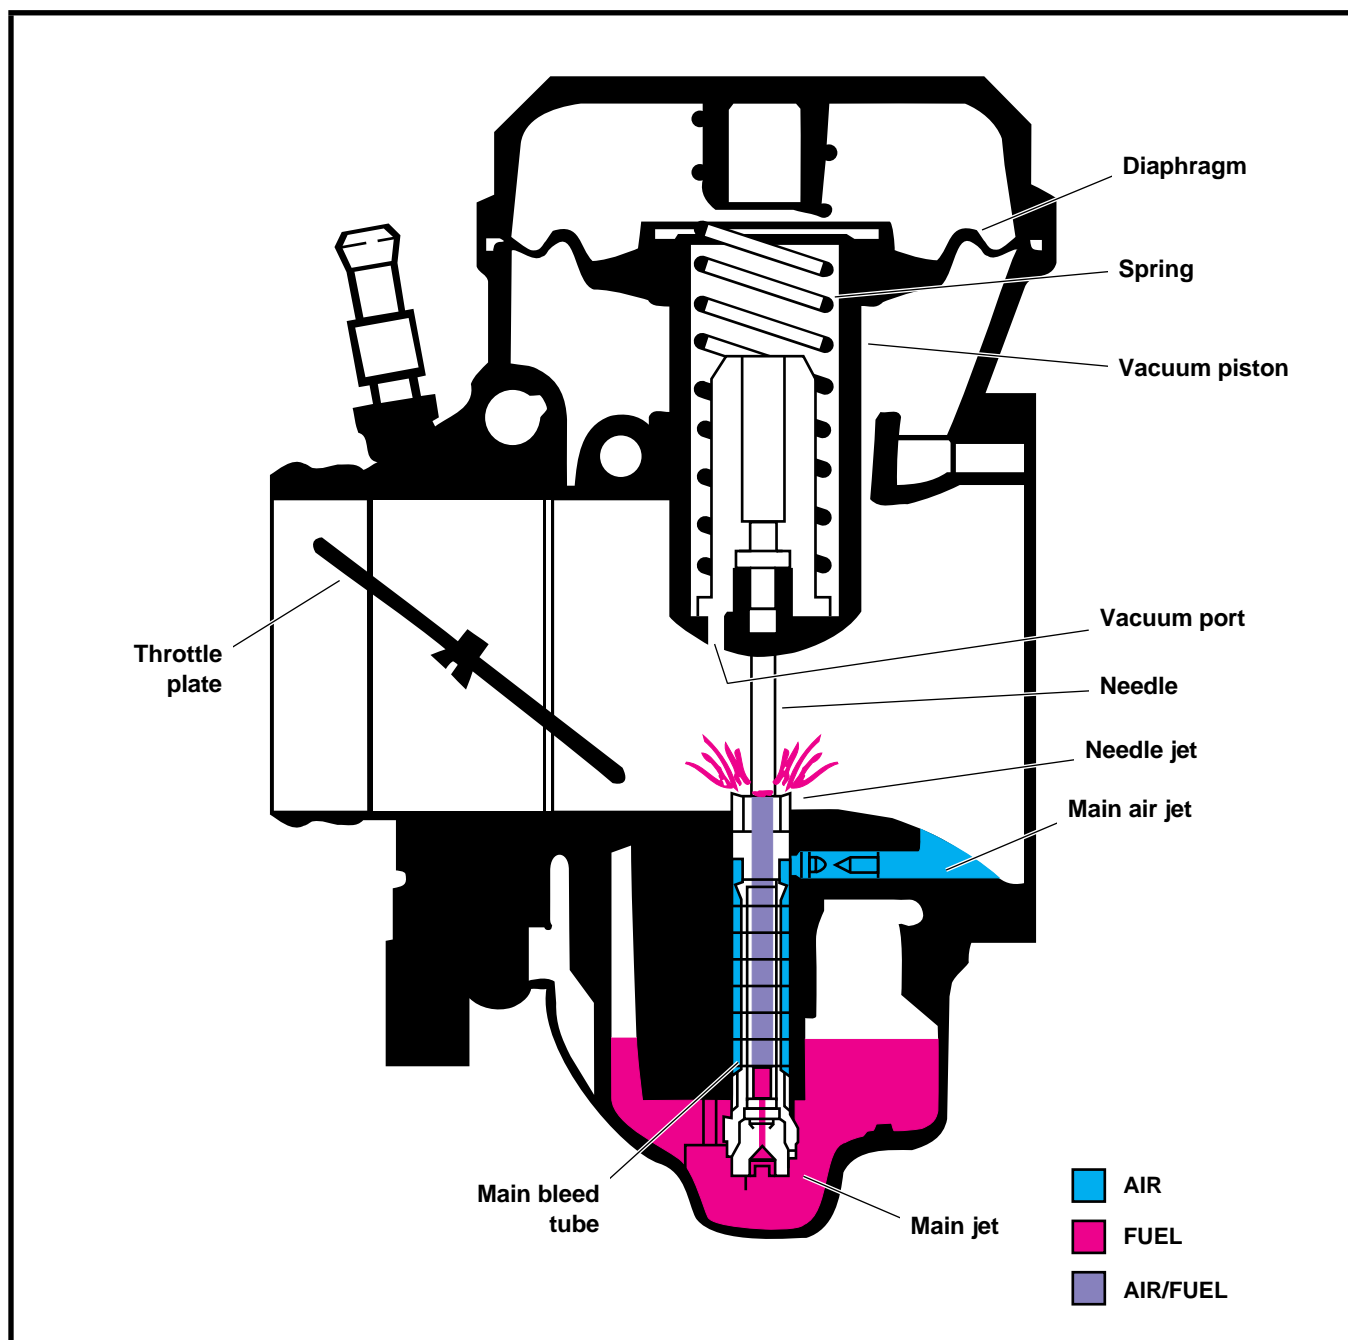 Diaphragm
Spring
Vacuum piston
Vacuum port
Throttle
plate
Needle
Needle jet
Main air jet
Main bleed
tube
Main jet
AIR
FUEL
AIR/FUEL